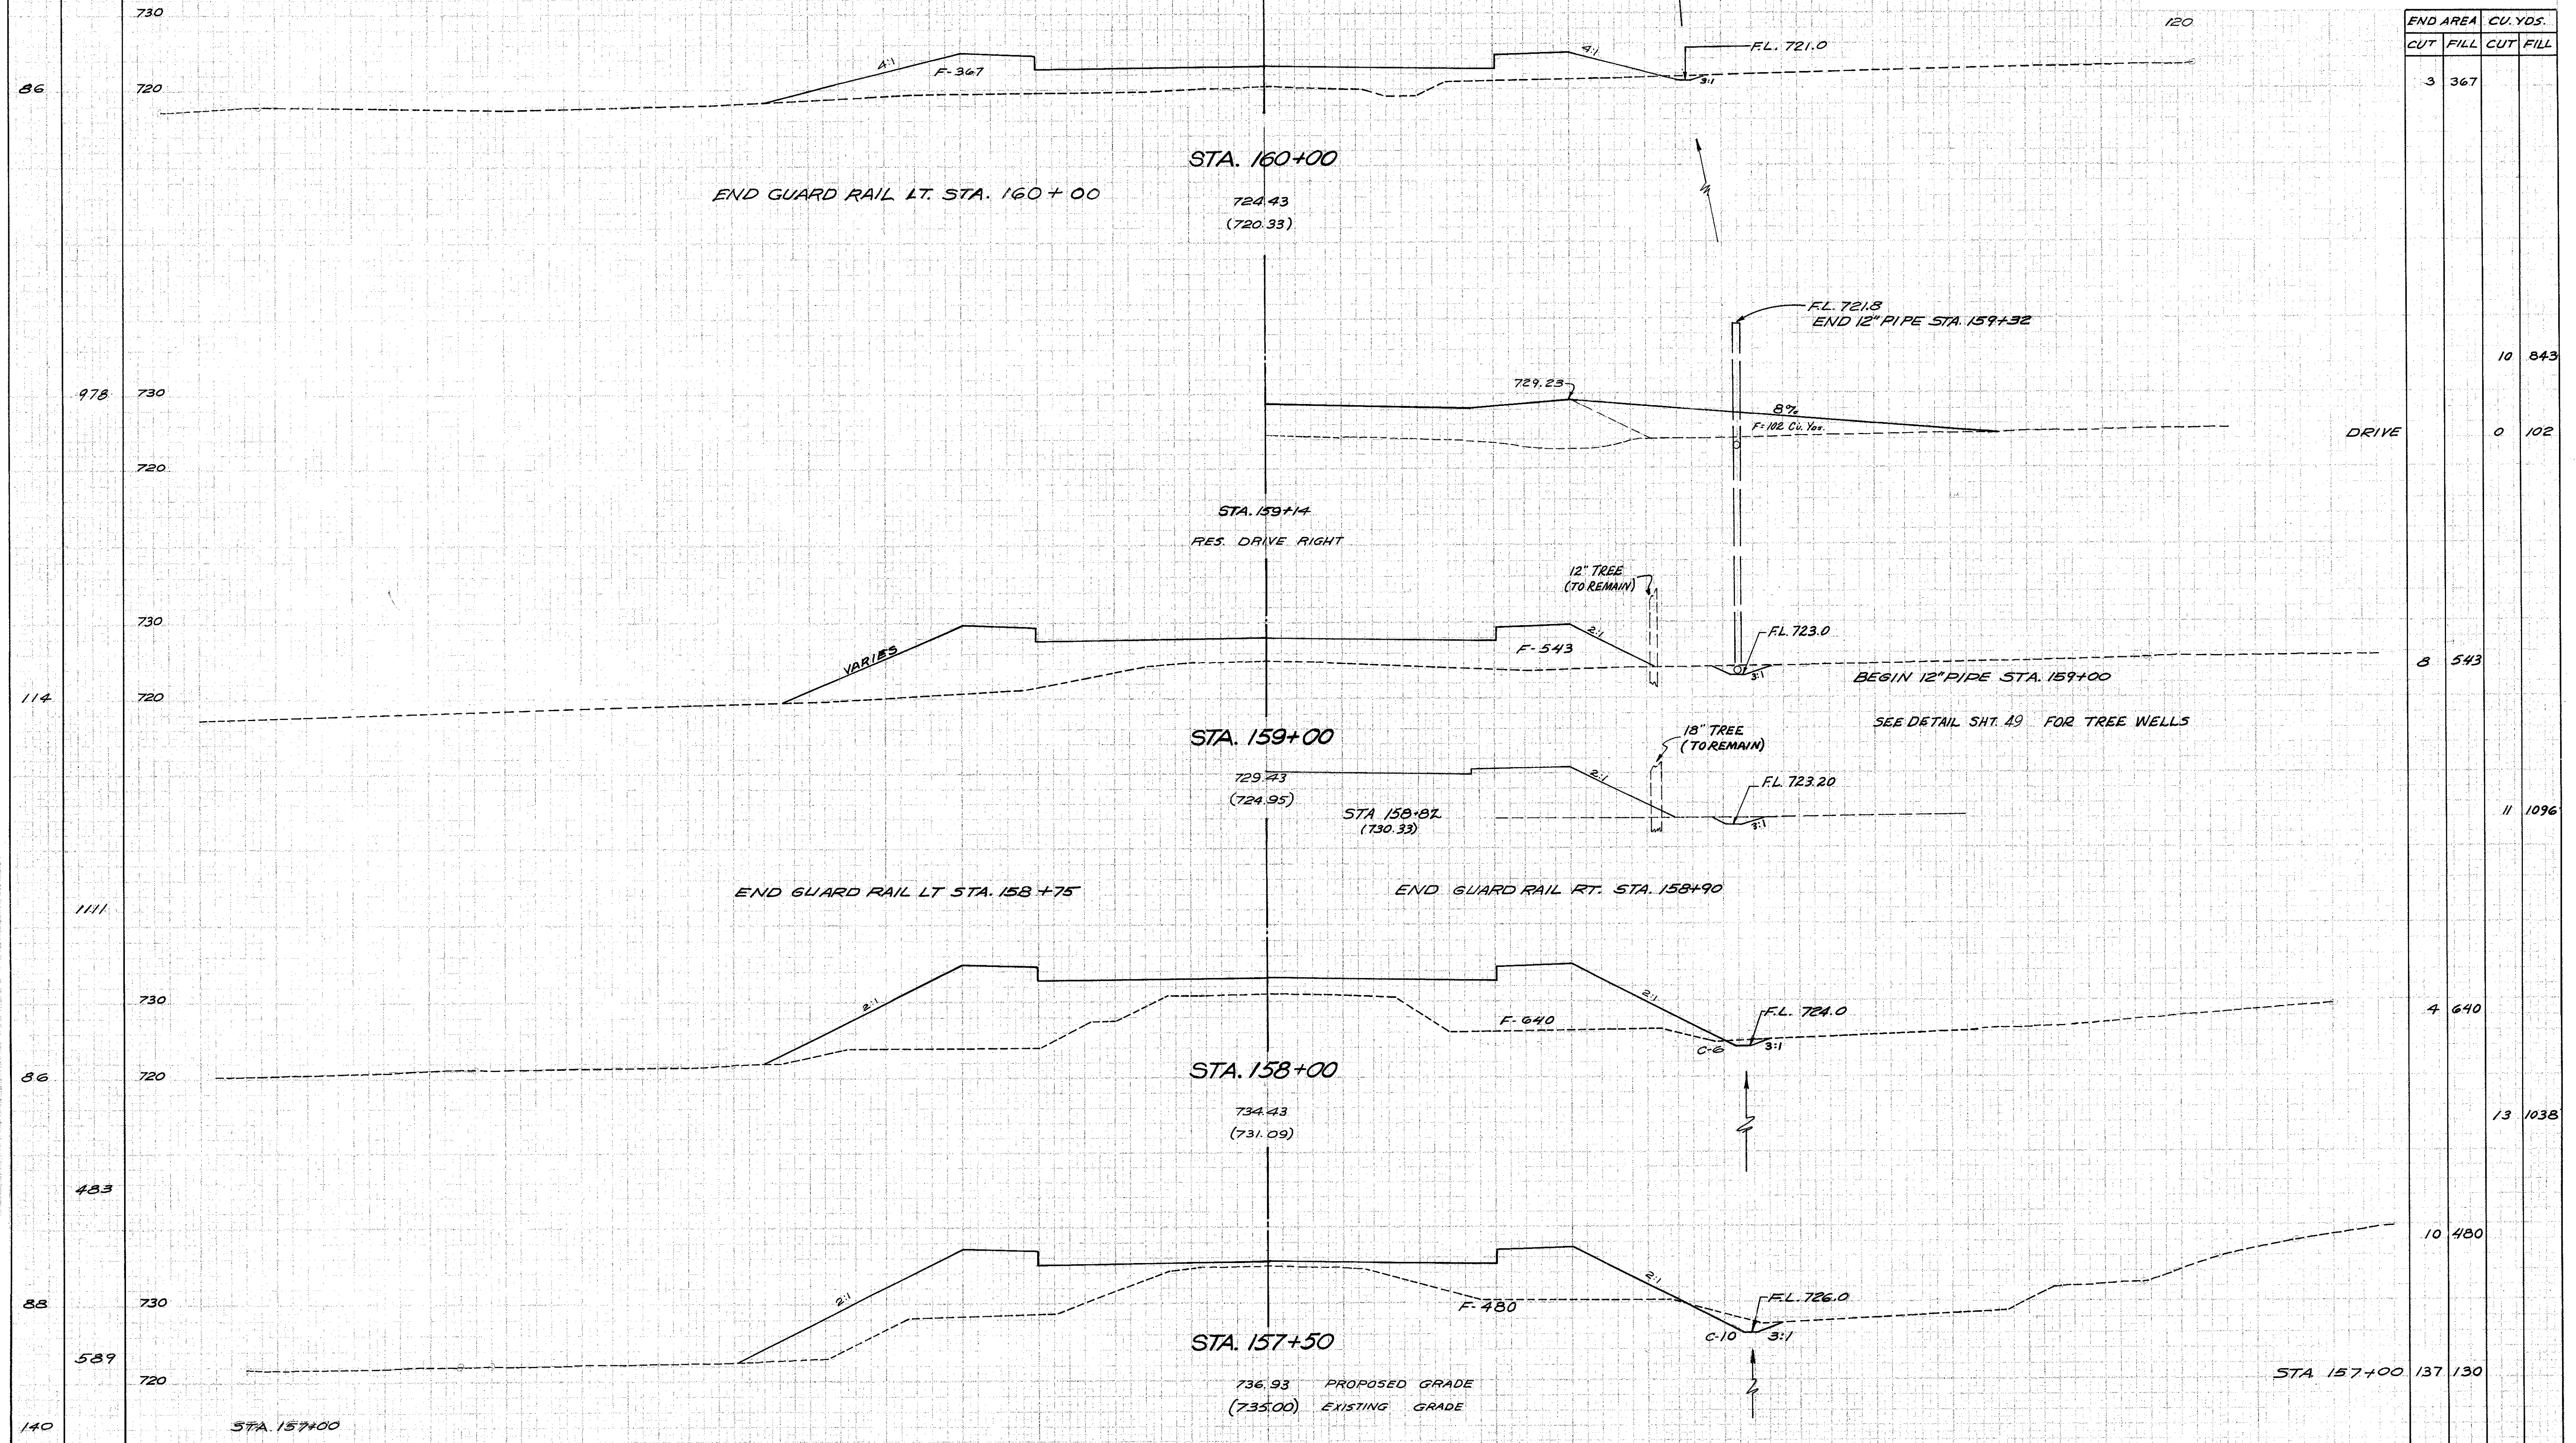 730
120
END AREA CU. YDS.
CUT FILL CUT FILL
4:1
F-367
4:1
F.L. 721.0
3:1
3 367
86
720
STA. 160+00
END GUARD RAIL LT. STA. 160+00
724.43
(720.33)
F.L. 721.8
END 12" PIPE STA. 159+32
10 843
978
730
729.23
8%
F=102 Cu. Yds.
DRIVE 0 102
720
STA. 159+14
RES. DRIVE RIGHT
12" TREE
(TO REMAIN)
730
VARIES
2:1
F-543
F.L. 723.0
3:1
8 543
BEGIN 12" PIPE STA. 159+00
114
720
SEE DETAIL SHT. 49 FOR TREE WELLS
STA. 159+00
18" TREE
(TO REMAIN)
729.43
(724.95)
2:1
F.L. 723.20
STA 158+82
(730.33)
3:1
11 1096
END GUARD RAIL LT STA. 158+75
END GUARD RAIL RT. STA. 158+90
1111
730
2:1
2:1
F-640
F.L. 724.0
4 640
C-6
3:1
86
720
STA. 158+00
734.43
(731.09)
13 1038
483
10 480
2:1
2:1
88
730
F-480
F.L. 726.0
C-10
3:1
STA. 157+50
589
720
736.93 PROPOSED GRADE
(735.00) EXISTING GRADE
STA 157+00 137 130
140
STA. 157+00